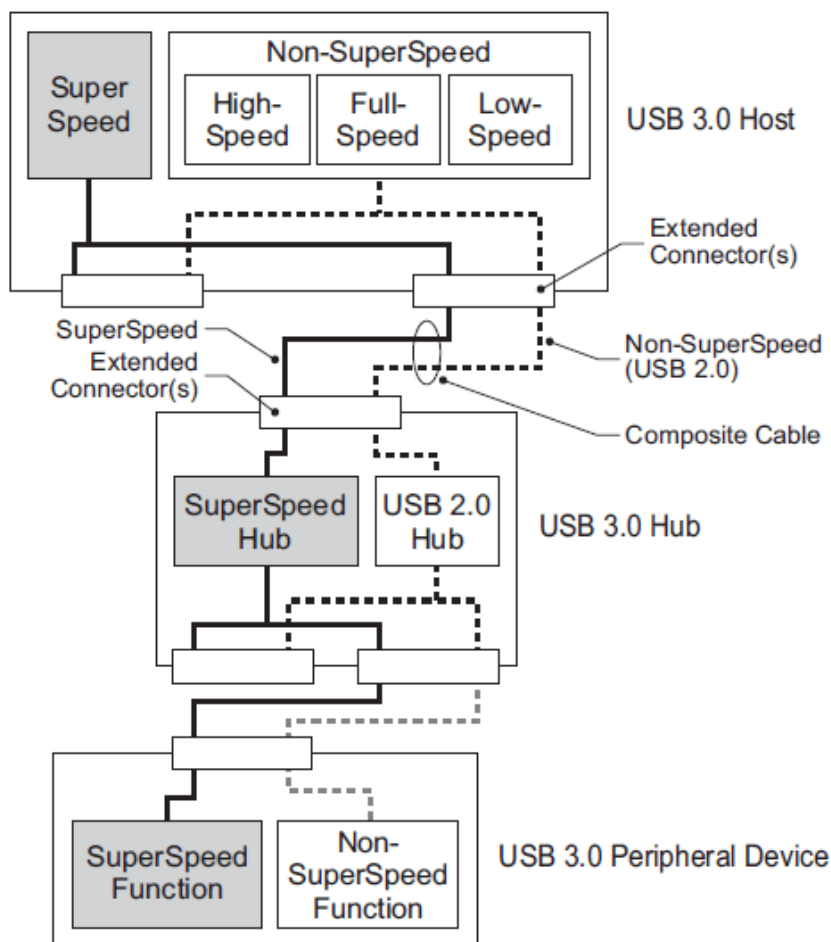 Super
Speed
Non-SuperSpeed
High-
Speed
Full-
Speed
Low-
Speed
USB 3.0 Host
Extended
Connector(s)
SuperSpeed
Extended
Connector(s)
Non-SuperSpeed
(USB 2.0)
Composite Cable
SuperSpeed
Hub
USB 2.0
Hub
USB 3.0 Hub
SuperSpeed
Function
Non-
SuperSpeed
Function
USB 3.0 Peripheral Device